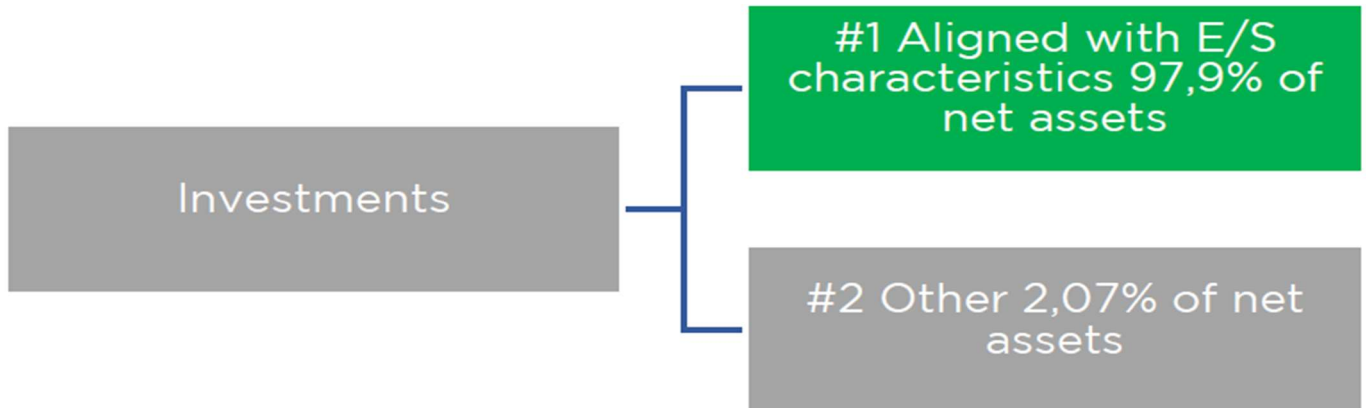 #1 Aligned with E/S
characteristics 97,9% of
net assets
Investments
#2 Other 2,07% of net
assets